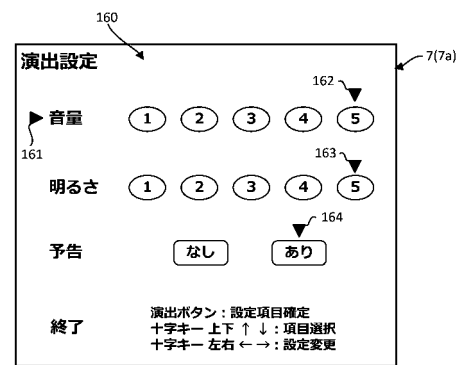 160
7(7a)
演出設定
162
▶ 音量 1 2 3 4 5
161
163
明るさ 1 2 3 4 5
164
予告 なし あり
終了
演出ボタン：設定項目確定
十字キー 上下 ↑ ↓：項目選択
十字キー 左右 ← →：設定変更